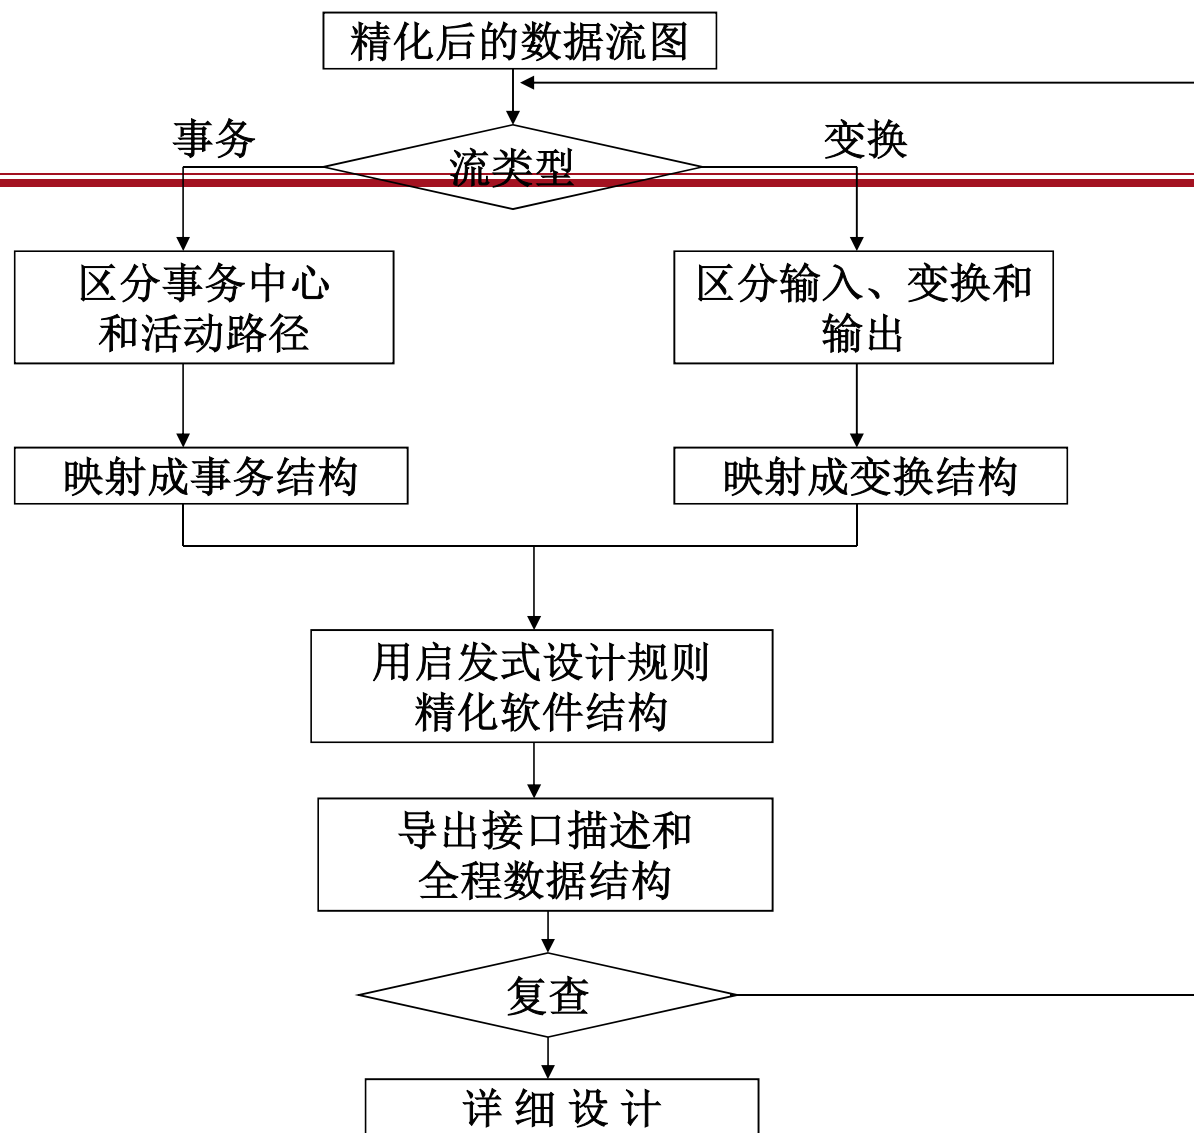 精化后的数据流图
事务
变换
流类型
区分事务中心
和活动路径
区分输入、变换和
输出
映射成事务结构
映射成变换结构
用启发式设计规则
精化软件结构
导出接口描述和
全程数据结构
复查
详细设计